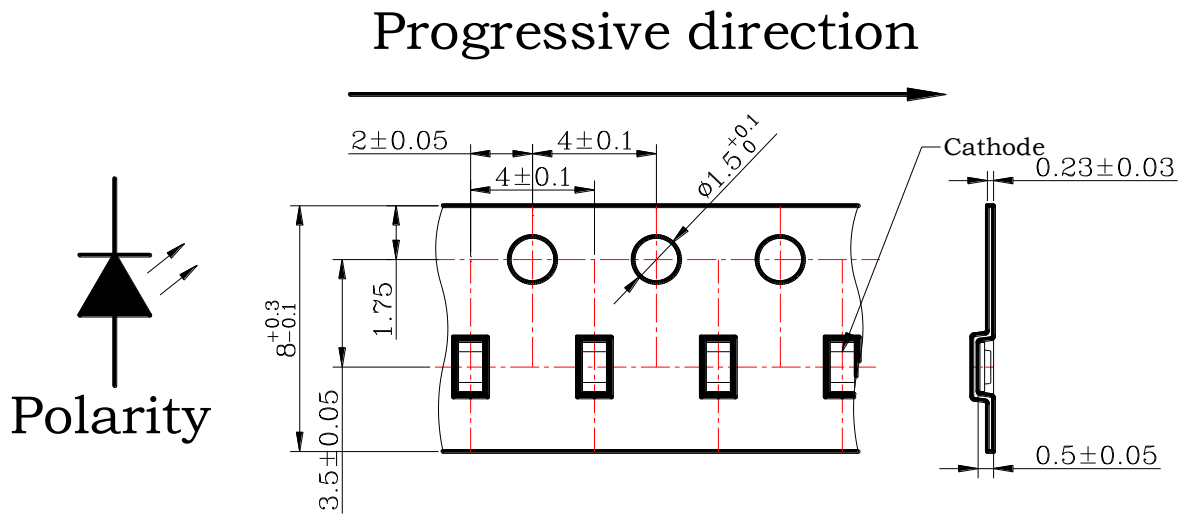 Progressive direction
2±0.05
4±0.1
4±0.1
ø1.5 +0.1 0
Cathode
0.23±0.03
8 +0.3 -0.1
1.75
3.5±0.05
Polarity
0.5±0.05